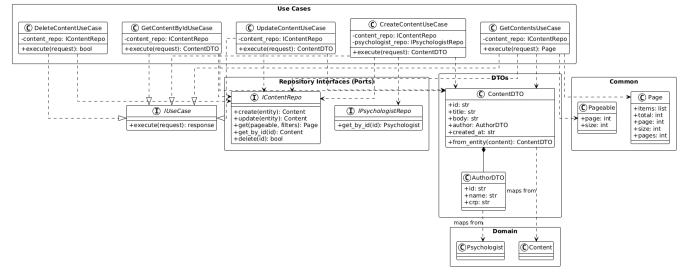 Use Cases
C DeleteContentUseCase
-content_repo: IContentRepo
+execute(request): bool
C GetContentByIdUseCase
-content_repo: IContentRepo
+execute(request): ContentDTO
C UpdateContentUseCase
-content_repo: IContentRepo
+execute(request): ContentDTO
C CreateContentUseCase
-content_repo: IContentRepo
-psychologist_repo: IPsychologistRepo
+execute(request): ContentDTO
C GetContentsUseCase
-content_repo: IContentRepo
+execute(request): Page
I IUseCase
+execute(request): response
Repository Interfaces (Ports)
I IContentRepo
+create(entity): Content
+update(entity): Content
+get(pageable, filters): Page
+get_by_id(id): Content
+delete(id): bool
I IPsychologistRepo
+get_by_id(id): Psychologist
DTOs
C ContentDTO
+id: str
+title: str
+body: str
+author: AuthorDTO
+created_at: str
+from_entity(content): ContentDTO
C AuthorDTO
+id: str
+name: str
+crp: str
maps from
maps from
Common
C Pageable
+page: int
+size: int
C Page
+items: list
+total: int
+page: int
+size: int
+pages: int
Domain
C Psychologist
C Content